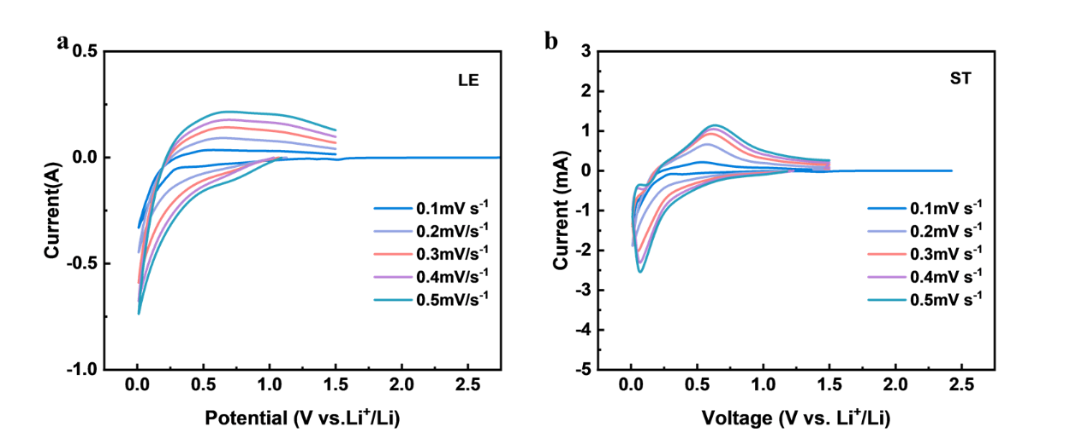 a
0.5
0.0
-0.5
-1.0
Current(A)
LE
0.1mV s⁻¹
0.2mV/s⁻¹
0.3mV/s⁻¹
0.4mV/s⁻¹
0.5mV/s⁻¹
0.0 0.5 1.0 1.5 2.0 2.5
Potential (V vs.Li⁺/Li)
b
3
2
1
0
-1
-2
-3
-4
-5
Current (mA)
ST
0.1mV s⁻¹
0.2mV s⁻¹
0.3mV s⁻¹
0.4mV s⁻¹
0.5mV s⁻¹
0.0 0.5 1.0 1.5 2.0 2.5
Voltage (V vs. Li⁺/Li)